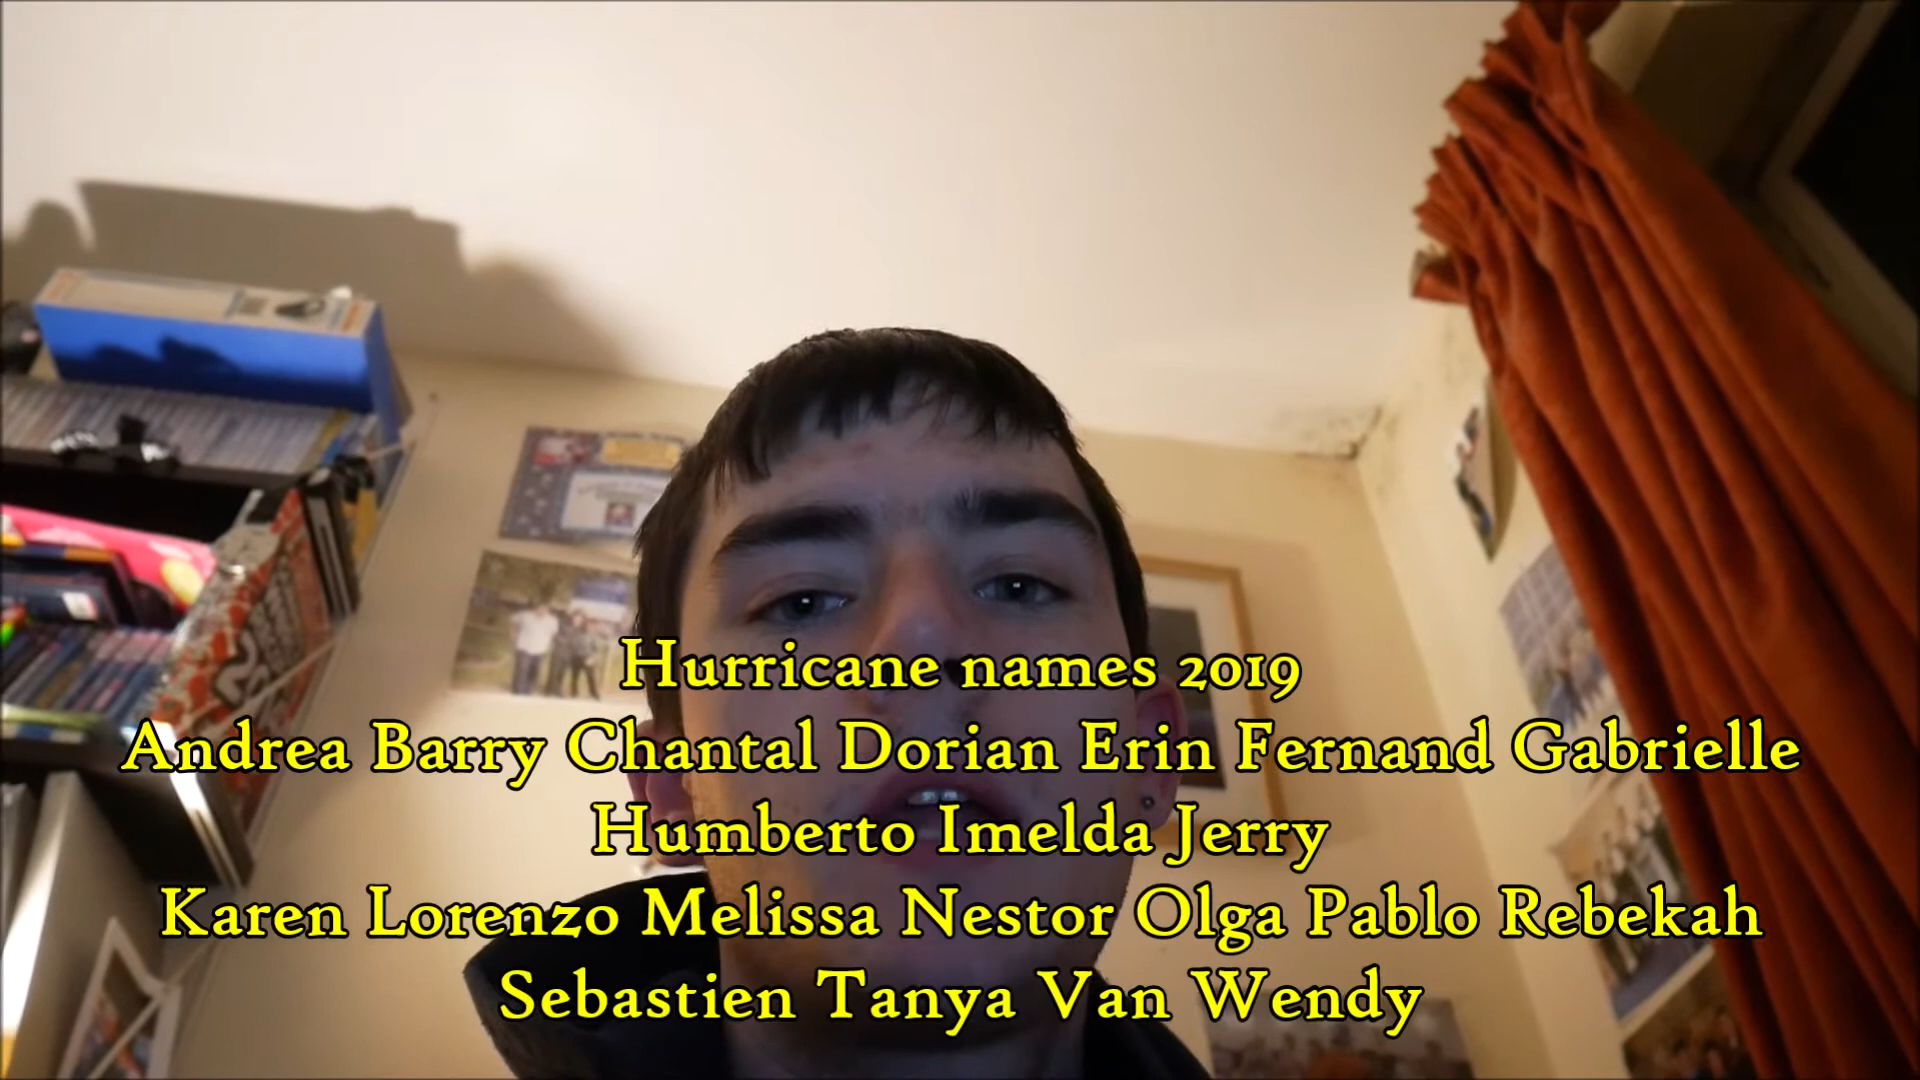 Hurricane names 2019
Andrea Barry Chantal Dorian Erin Fernand Gabrielle
Humberto Imelda Jerry
Karen Lorenzo Melissa Nestor Olga Pablo Rebekah
Sebastien Tanya Van Wendy